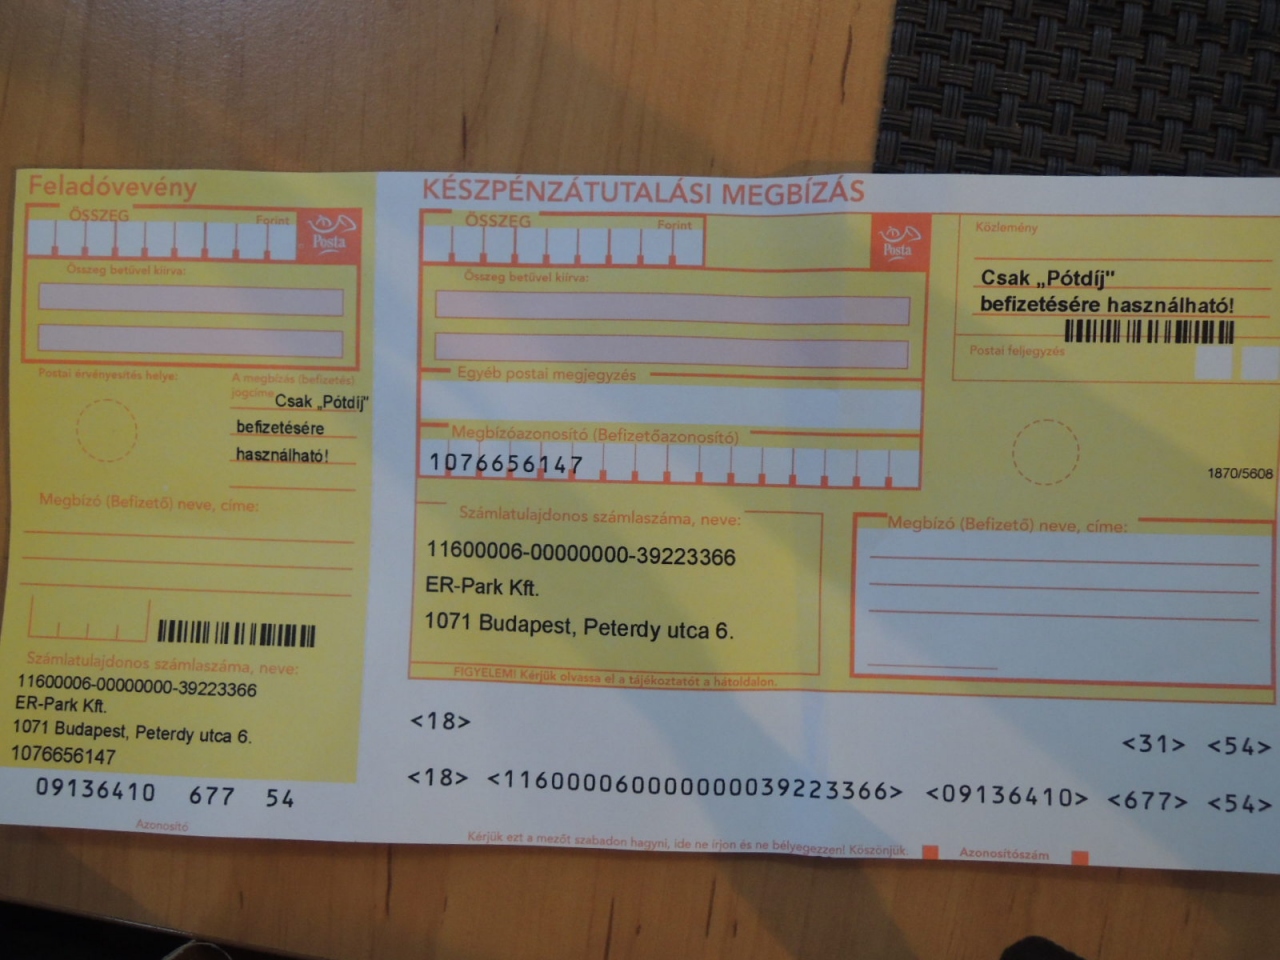 Feladóvevény
ÖSSZEG Forint
Posta
Összeg betűvel kiírva:
Postai érvényesítés helye:
A megbízás (befizetés)
jogcíme
Csak „Pótdíj"
befizetésére
használható!
Megbízó (Befizető) neve, címe:
Számlatulajdonos számlaszáma, neve:
11600006-00000000-39223366
ER-Park Kft.
1071 Budapest, Peterdy utca 6.
1076656147
09136410 677 54
Azonosító
KÉSZPÉNZÁTUTALÁSI MEGBÍZÁS
ÖSSZEG Forint
Posta
Összeg betűvel kiírva:
Egyéb postai megjegyzés
Megbízóazonosító (Befizetőazonosító)
1076656147
Számlatulajdonos számlaszáma, neve:
11600006-00000000-39223366
ER-Park Kft.
1071 Budapest, Peterdy utca 6.
FIGYELEM! Kérjük olvassa el a tájékoztatót a hátoldalon.
Közlemény
Csak „Pótdíj"
befizetésére használható!
Postai feljegyzés
1870/5608
Megbízó (Befizető) neve, címe:
<18>
<31> <54>
<18> <116000060000000039223366> <09136410> <677> <54>
Kérjük ezt a mezőt szabadon hagyni, ide ne írjon és ne bélyegezzen! Köszönjük.
Azonosítószám